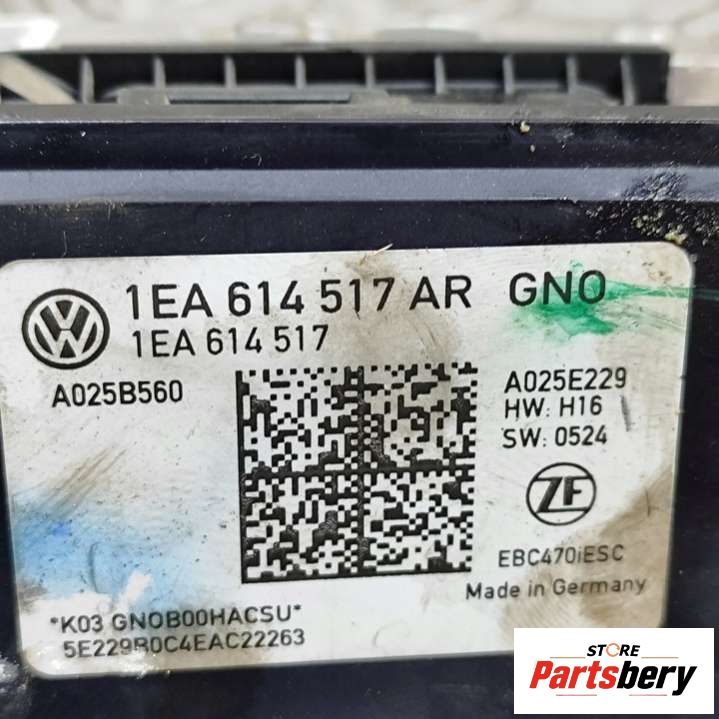 1EA 614 517 AR GNO
1EA 614 517
A025B560
A025E229
HW: H16
SW: 0524
ZF
EBC470iESC
Made in Germany
*K03 GNOB00HACSU*
5E229B0C4EAC22263
STORE
Partsbery